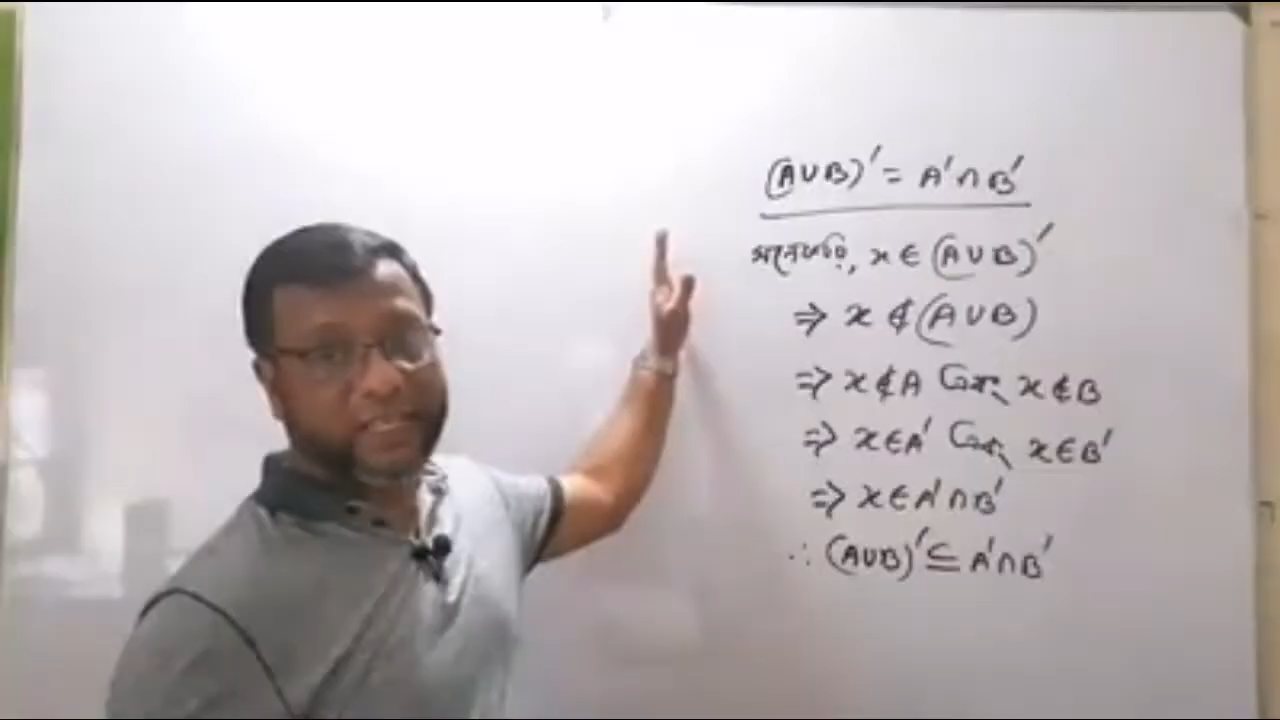 (A∪B)′ = A′∩B′
মনেকরি, x ∈ (A∪B)′
⇒ x ∉ (A∪B)
⇒ x ∉ A এবং x ∉ B
⇒ x ∈ A′ এবং x ∈ B′
⇒ x ∈ A′∩B′
∴ (A∪B)′ ⊆ A′∩B′